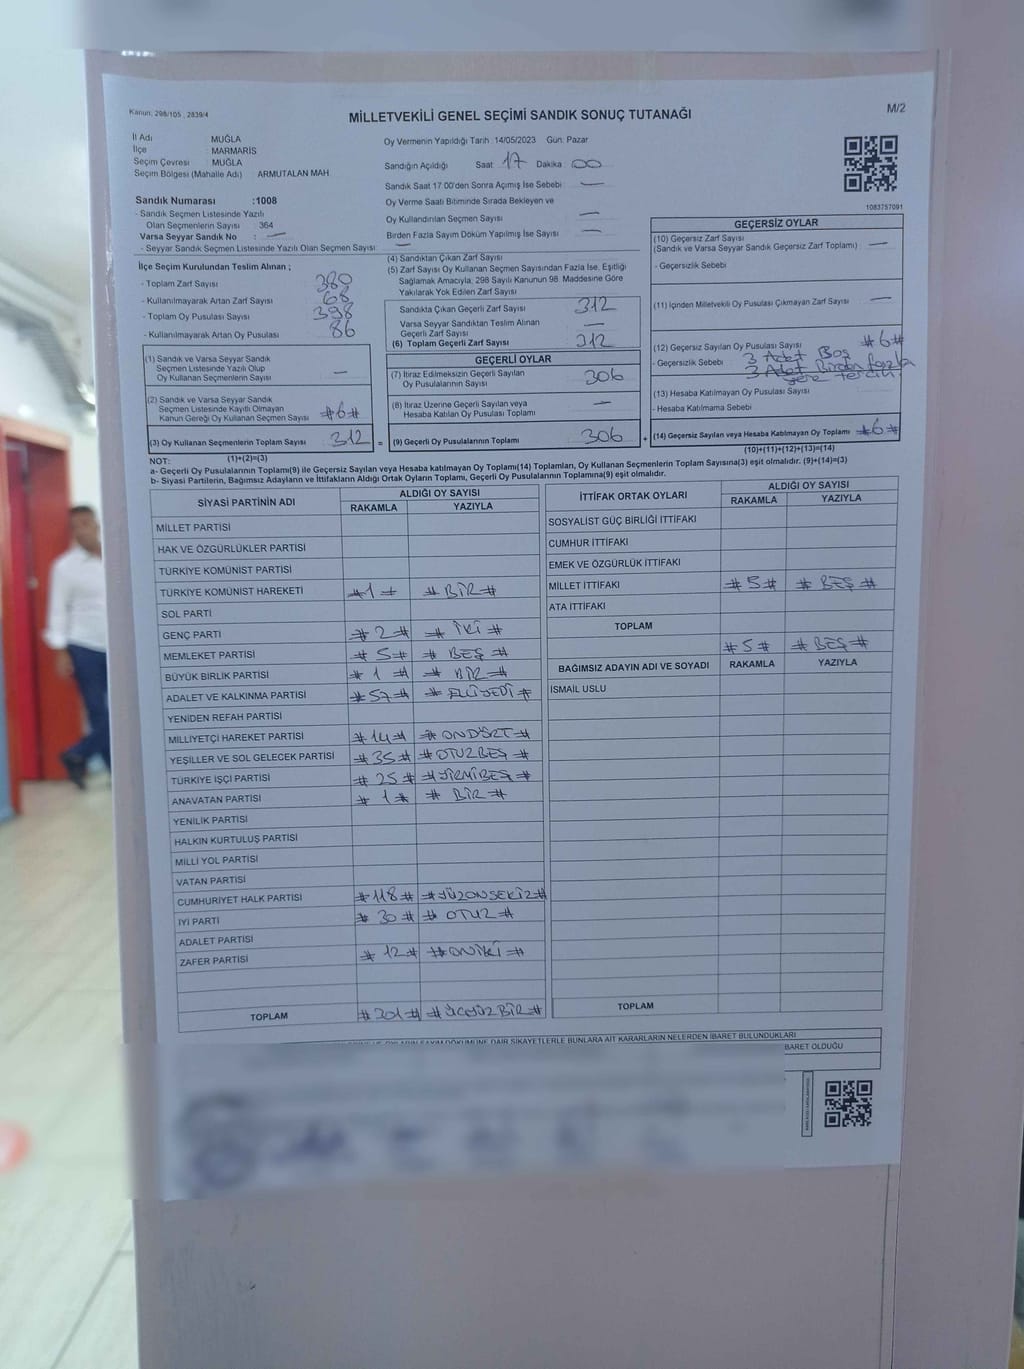 Kanun: 298/105 , 2839/4
MİLLETVEKİLİ GENEL SEÇİMİ SANDIK SONUÇ TUTANAĞI
M/2
İl Adı MUĞLA
İlçe MARMARİS
Seçim Çevresi MUĞLA
Seçim Bölgesi (Mahalle Adı) ARMUTALAN MAH.
Oy Vermenin Yapıldığı Tarih 14/05/2023 Gün: Pazar
Sandığın Açıldığı Saat 17 Dakika 00
Sandık Saat 17 00'den Sonra Açımış İse Sebebi —
Oy Verme Saati Bitiminde Sırada Bekleyen ve
Oy Kullandırılan Seçmen Sayısı —
Birden Fazla Sayım Döküm Yapılmış İse Sayısı —
1083757091
Sandık Numarası :1008
- Sandık Seçmen Listesinde Yazılı
Olan Seçmenlerin Sayısı 364
Varsa Seyyar Sandık No : —
- Seyyar Sandık Seçmen Listesinde Yazılı Olan Seçmen Sayısı —
İlçe Seçim Kurulundan Teslim Alınan ;
- Toplam Zarf Sayısı 380
- Kullanılmayarak Artan Zarf Sayısı 68
- Toplam Oy Pusulası Sayısı 398
- Kullanılmayarak Artan Oy Pusulası 86
(1) Sandık ve Varsa Seyyar Sandık
Seçmen Listesinde Yazılı Olup
Oy Kullanan Seçmenlerin Sayısı —
(2) Sandık ve Varsa Seyyar Sandık
Seçmen Listesinde Kayıtlı Olmayan
Kanun Gereği Oy Kullanan Seçmen Sayısı #6#
(3) Oy Kullanan Seçmenlerin Toplam Sayısı 312 =
(1)+(2)=(3)
(4) Sandıktan Çıkan Zarf Sayısı
(5) Zarf Sayısı Oy Kullanan Seçmen Sayısından Fazla İse, Eşitliği
Sağlamak Amacıyla; 298 Sayılı Kanunun 98. Maddesine Göre
Yakılarak Yok Edilen Zarf Sayısı
Sandıkta Çıkan Geçerli Zarf Sayısı 312
Varsa Seyyar Sandıktan Teslim Alınan
Geçerli Zarf Sayısı —
(6) Toplam Geçerli Zarf Sayısı 312
GEÇERLİ OYLAR
(7) İtiraz Edilmeksizin Geçerli Sayılan
Oy Pusulalarının Sayısı 306
(8) İtiraz Üzerine Geçerli Sayılan veya
Hesaba Katılan Oy Pusulası Toplamı —
(9) Geçerli Oy Pusulalarının Toplamı 306 +
GEÇERSİZ OYLAR
(10) Geçersiz Zarf Sayısı
(Sandık ve Varsa Seyyar Sandık Geçersiz Zarf Toplamı) —
- Geçersizlik Sebebi
(11) İçinden Milletvekili Oy Pusulası Çıkmayan Zarf Sayısı —
(12) Geçersiz Sayılan Oy Pusulası Sayısı #6#
- Geçersizlik Sebebi 3 Adet Boş
3 Adet Birden fazla
yere tercih.
(13) Hesaba Katılmayan Oy Pusulası Sayısı
- Hesaba Katılmama Sebebi
(14) Geçersiz Sayılan veya Hesaba Katılmayan Oy Toplamı #6#
(10)+(11)+(12)+(13)=(14)
NOT:
a- Geçerli Oy Pusulalarının Toplamı(9) ile Geçersiz Sayılan veya Hesaba katılmayan Oy Toplamı(14) Toplamları, Oy Kullanan Seçmenlerin Toplam Sayısına(3) eşit olmalıdır. (9)+(14)=(3)
b- Siyasi Partilerin, Bağımsız Adayların ve İttifakların Aldığı Ortak Oyların Toplamı, Geçerli Oy Pusulalarının Toplamına(9) eşit olmalıdır.
SİYASİ PARTİNİN ADI ALDIĞI OY SAYISI
RAKAMLA YAZIYLA
MİLLET PARTİSİ
HAK VE ÖZGÜRLÜKLER PARTİSİ
TÜRKİYE KOMÜNİST PARTİSİ
TÜRKİYE KOMÜNİST HAREKETİ #1# #BİR#
SOL PARTİ
GENÇ PARTİ #2# #İKİ#
MEMLEKET PARTİSİ #5# #BEŞ#
BÜYÜK BİRLİK PARTİSİ #1# #BİR#
ADALET VE KALKINMA PARTİSİ #57# #ELLİYEDİ#
YENİDEN REFAH PARTİSİ
MİLLİYETÇİ HAREKET PARTİSİ #14# #ONDÖRT#
YEŞİLLER VE SOL GELECEK PARTİSİ #35# #OTUZBEŞ#
TÜRKİYE İŞÇİ PARTİSİ #25# #YİRMİBEŞ#
ANAVATAN PARTİSİ #1# #BİR#
YENİLİK PARTİSİ
HALKIN KURTULUŞ PARTİSİ
MİLLİ YOL PARTİSİ
VATAN PARTİSİ
CUMHURİYET HALK PARTİSİ #118# #YÜZONSEKİZ#
İYİ PARTİ #30# #OTUZ#
ADALET PARTİSİ
ZAFER PARTİSİ #12# #ONİKİ#
TOPLAM #301# #ÜÇYÜZBİR#
İTTİFAK ORTAK OYLARI ALDIĞI OY SAYISI
RAKAMLA YAZIYLA
SOSYALİST GÜÇ BİRLİĞİ İTTİFAKI
CUMHUR İTTİFAKI
EMEK VE ÖZGÜRLÜK İTTİFAKI
MİLLET İTTİFAKI #5# #BEŞ#
ATA İTTİFAKI
TOPLAM #5# #BEŞ#
BAĞIMSIZ ADAYIN ADI VE SOYADI RAKAMLA YAZIYLA
İSMAİL USLU
TOPLAM
DAİR ŞİKAYETLERLE BUNLARA AİT KARARLARIN NELERDEN İBARET BULUNDUKLARI
BARET OLDUĞU